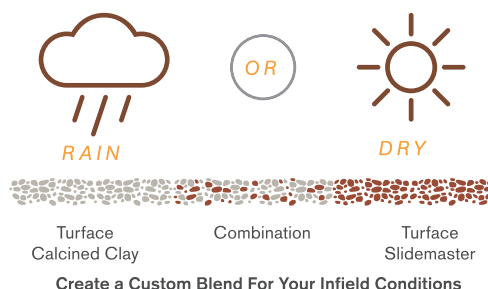 OR
RAIN
DRY
Turface
Calcined Clay
Combination
Turface
Slidemaster
Create a Custom Blend For Your Infield Conditions